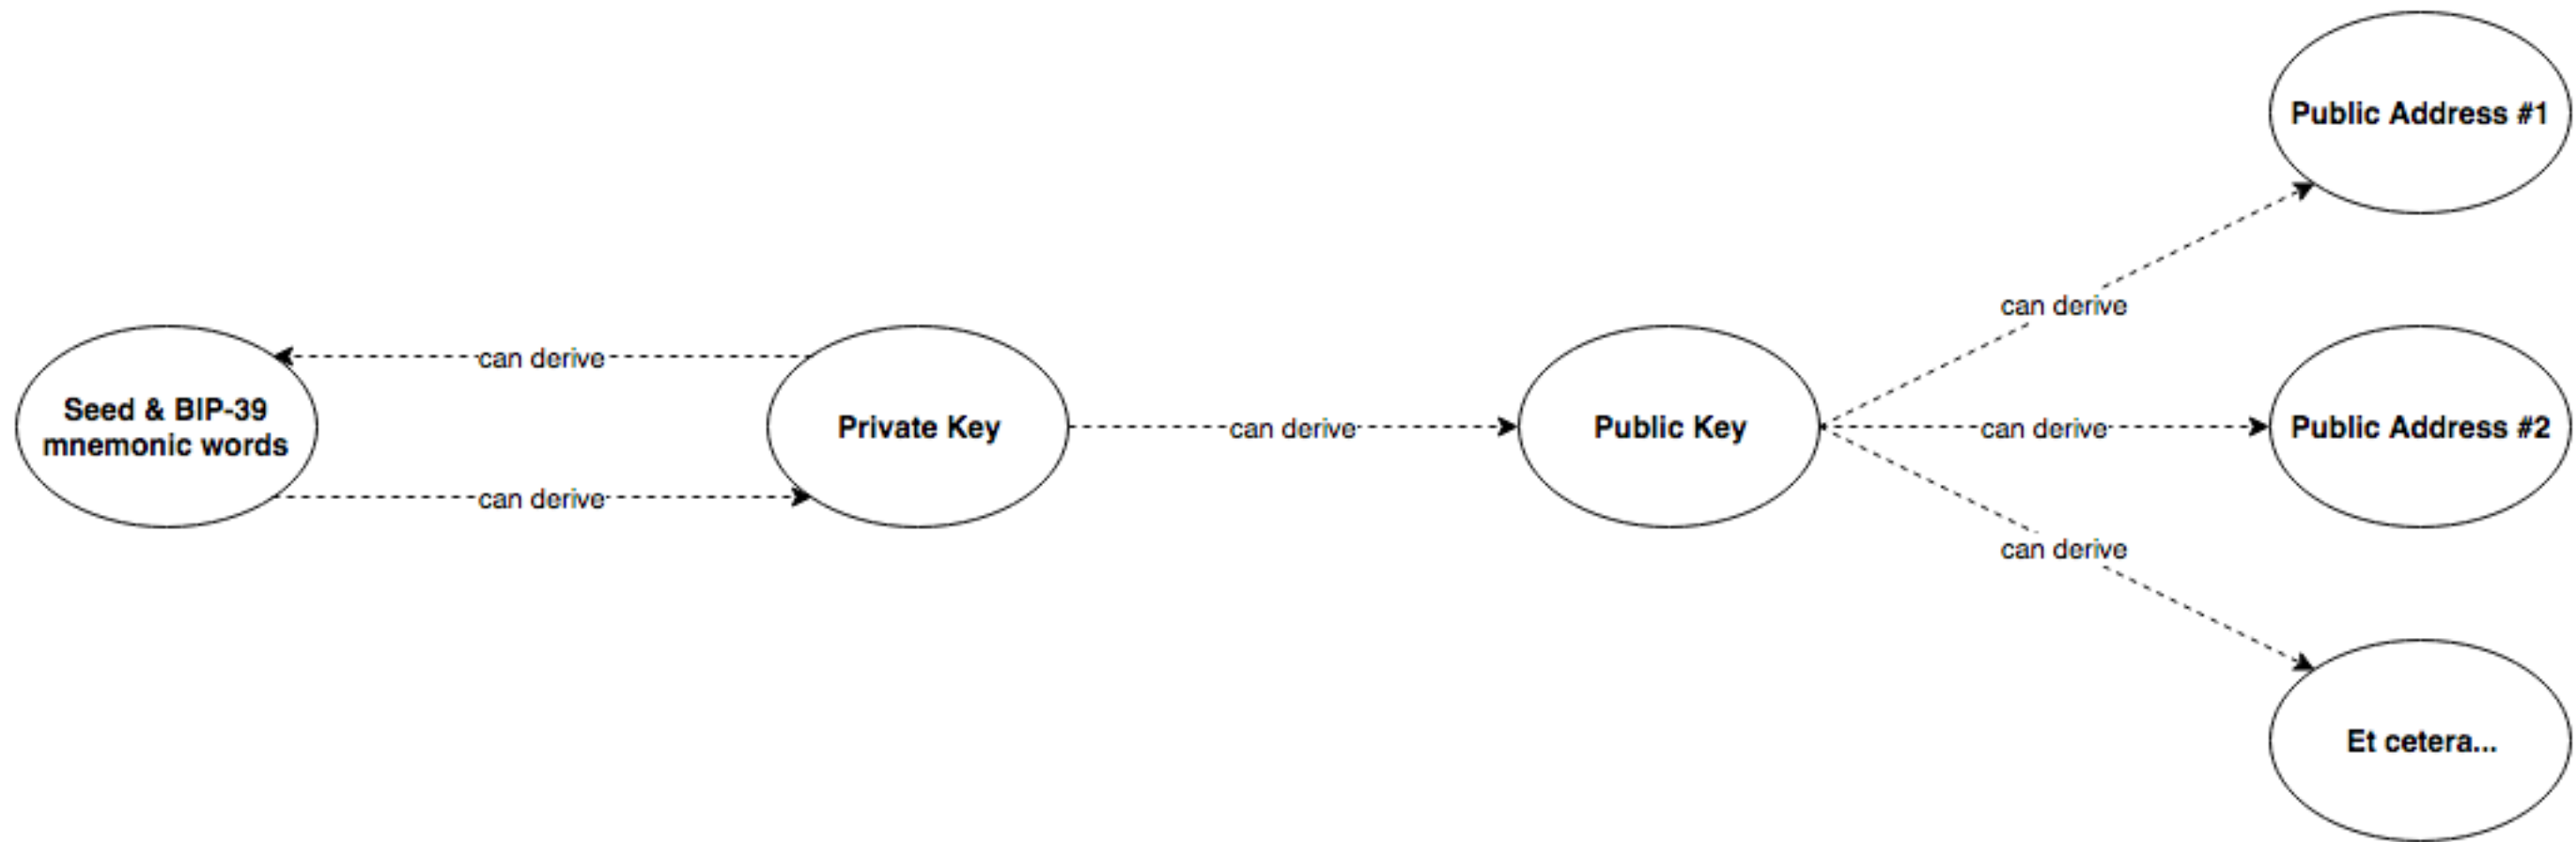 Public Address #1
can derive
can derive
Seed & BIP-39
mnemonic words
can derive
Private Key
can derive
Public Key
can derive
Public Address #2
can derive
Et cetera...